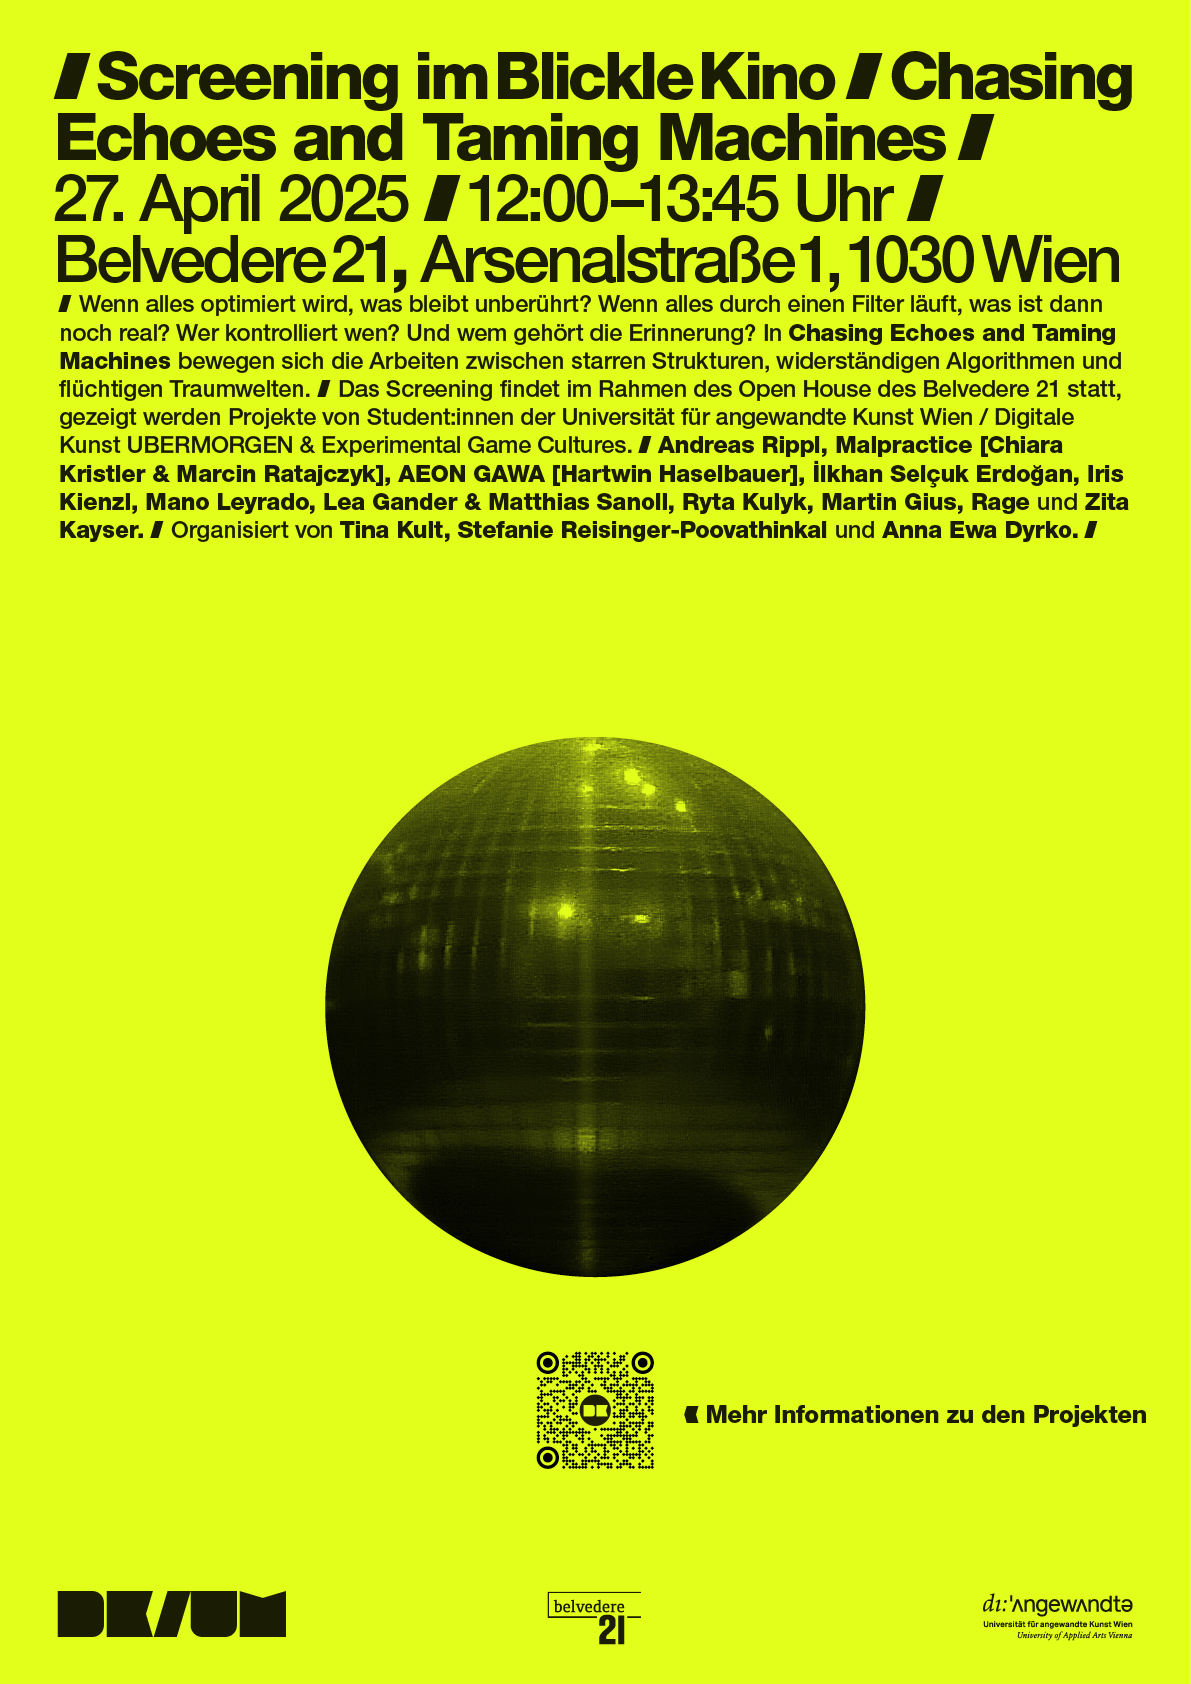 / Screening im Blickle Kino / Chasing
Echoes and Taming Machines /
27. April 2025 / 12:00–13:45 Uhr /
Belvedere 21, Arsenalstraße 1, 1030 Wien
/ Wenn alles optimiert wird, was bleibt unberührt? Wenn alles durch einen Filter läuft, was ist dann
noch real? Wer kontrolliert wen? Und wem gehört die Erinnerung? In Chasing Echoes and Taming
Machines bewegen sich die Arbeiten zwischen starren Strukturen, widerständigen Algorithmen und
flüchtigen Traumwelten. / Das Screening findet im Rahmen des Open House des Belvedere 21 statt,
gezeigt werden Projekte von Student:innen der Universität für angewandte Kunst Wien / Digitale
Kunst UBERMORGEN & Experimental Game Cultures. / Andreas Rippl, Malpractice [Chiara
Kristler & Marcin Ratajczyk], AEON GAWA [Hartwin Haselbauer], İlkhan Selçuk Erdoğan, Iris
Kienzl, Mano Leyrado, Lea Gander & Matthias Sanoll, Ryta Kulyk, Martin Gius, Rage und Zita
Kayser. / Organisiert von Tina Kult, Stefanie Reisinger-Poovathinkal und Anna Ewa Dyrko. /
Mehr Informationen zu den Projekten
DK/UM
belvedere
21
dı:'ʌngewʌndtə
Universität für angewandte Kunst Wien
University of Applied Arts Vienna